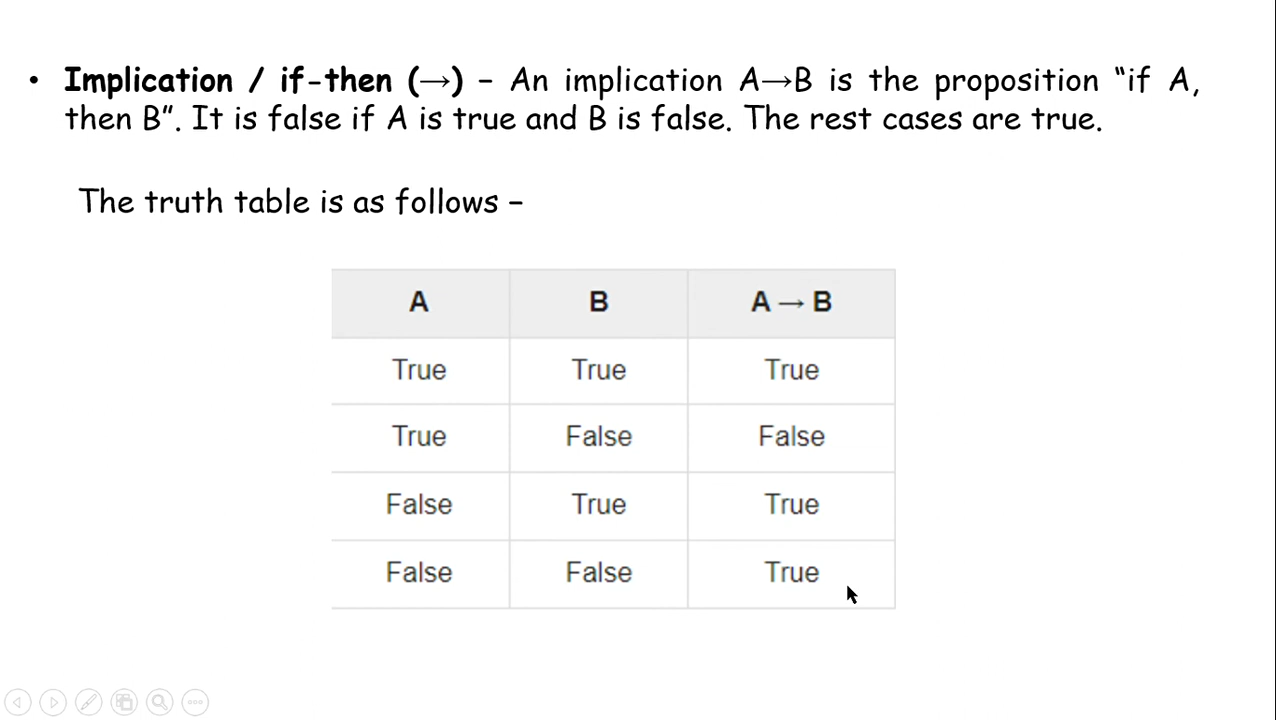 • Implication / if-then (→) – An implication A→B is the proposition “if A,
then B”. It is false if A is true and B is false. The rest cases are true.
The truth table is as follows –
A B A → B
True True True
True False False
False True True
False False True